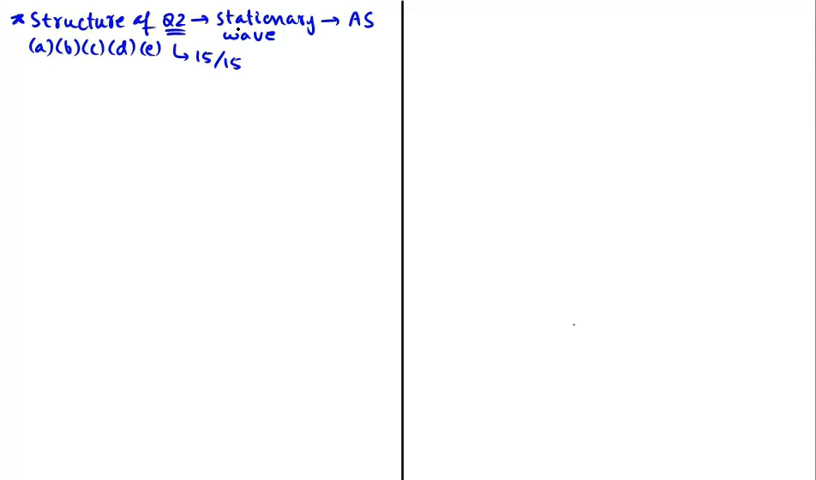 * Structure of Q2 → stationary → AS
wave
(a)(b)(c)(d)(e) ↳ 15/15